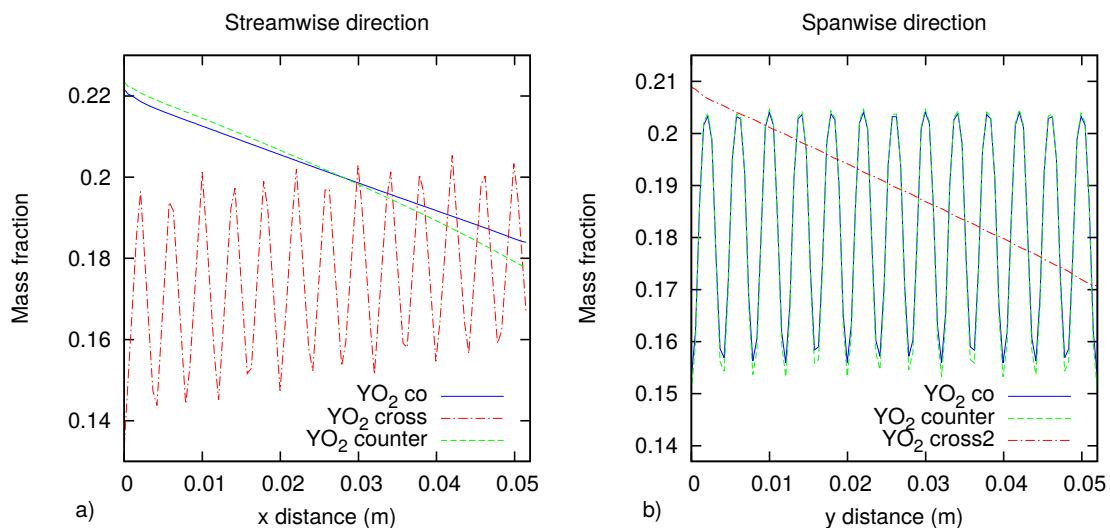 Streamwise direction
Mass fraction
0.22
0.2
0.18
0.16
0.14
YO2 co
YO2 cross
YO2 counter
0 0.01 0.02 0.03 0.04 0.05
a) x distance (m)
Spanwise direction
Mass fraction
0.21
0.2
0.19
0.18
0.17
0.16
0.15
0.14
YO2 co
YO2 counter
YO2 cross2
0 0.01 0.02 0.03 0.04 0.05
b) y distance (m)